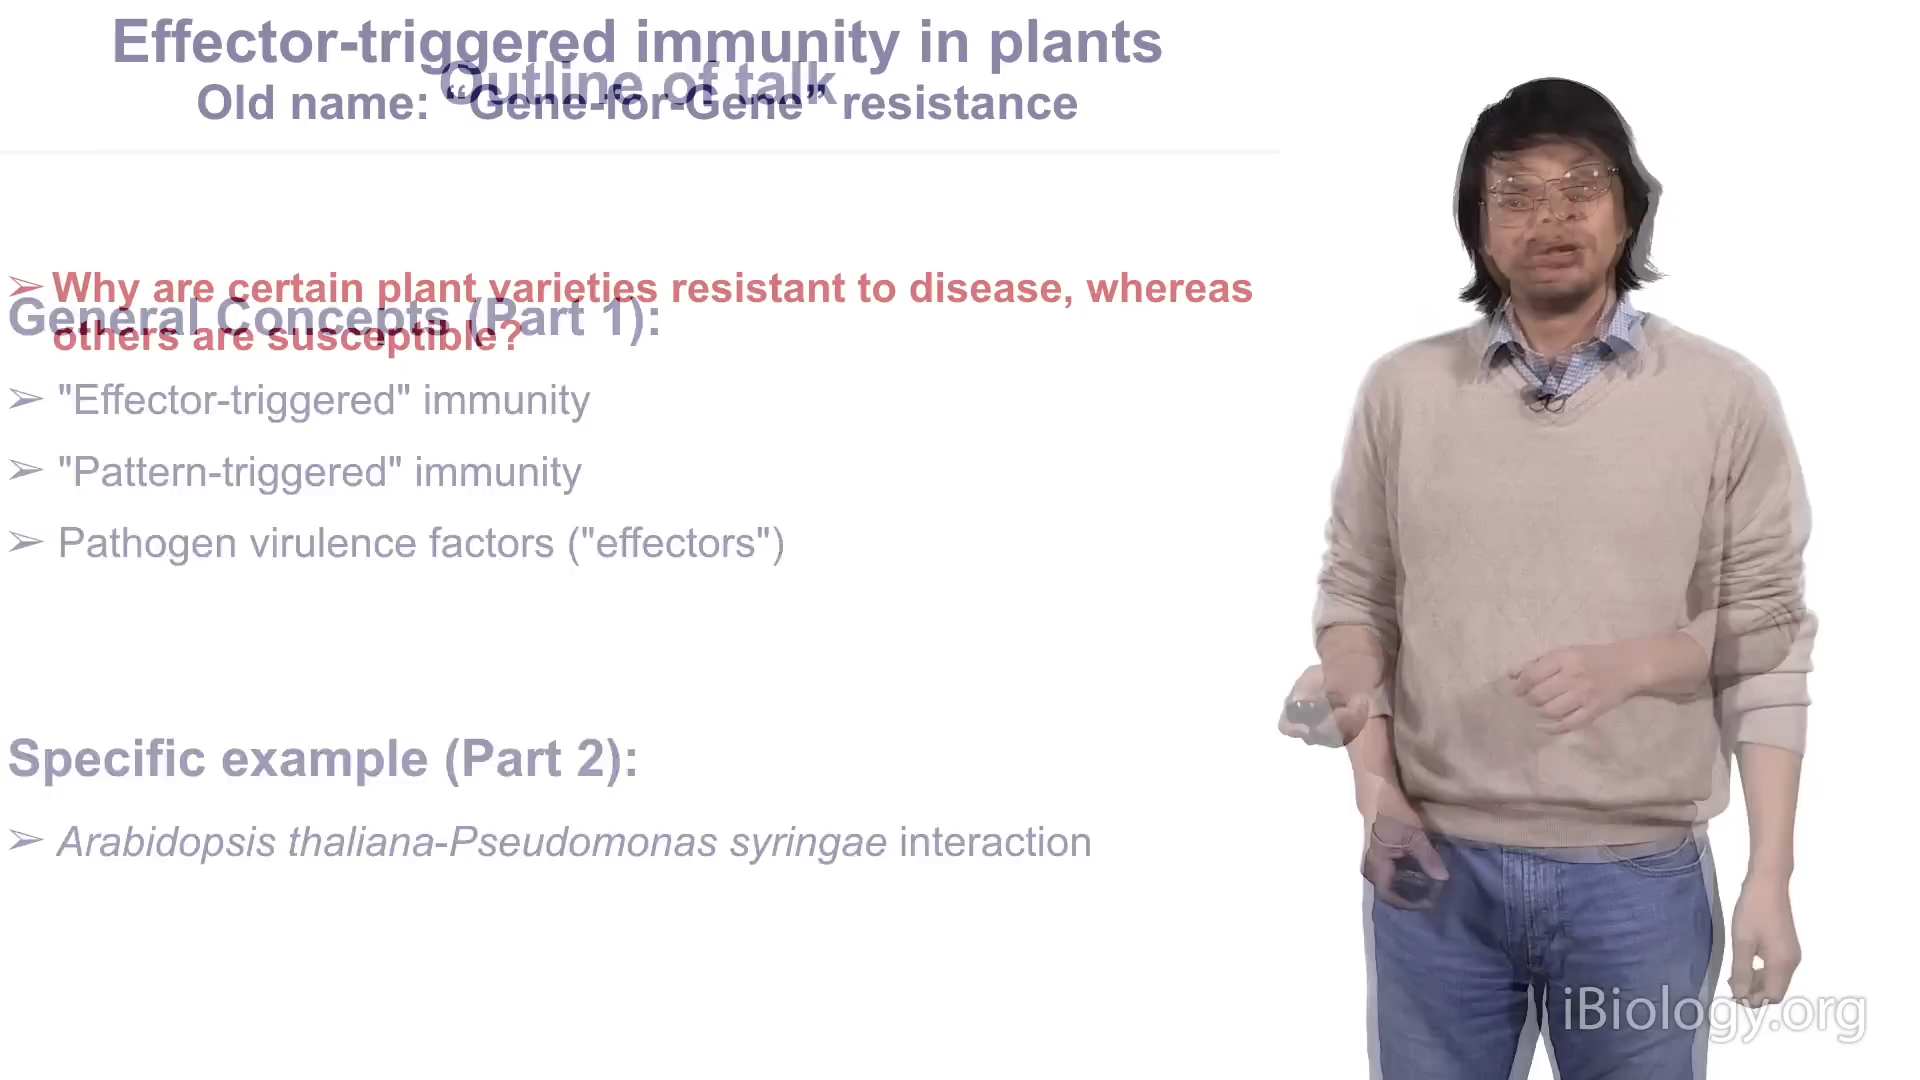 Effector-triggered immunity in plants
Outline of talk
Old name: “Gene-for-Gene” resistance
➢ Why are certain plant varieties resistant to disease, whereas
others are susceptible?
General Concepts (Part 1):
➢ "Effector-triggered" immunity
➢ "Pattern-triggered" immunity
➢ Pathogen virulence factors ("effectors")
Specific example (Part 2):
➢ Arabidopsis thaliana-Pseudomonas syringae interaction
iBiology.org